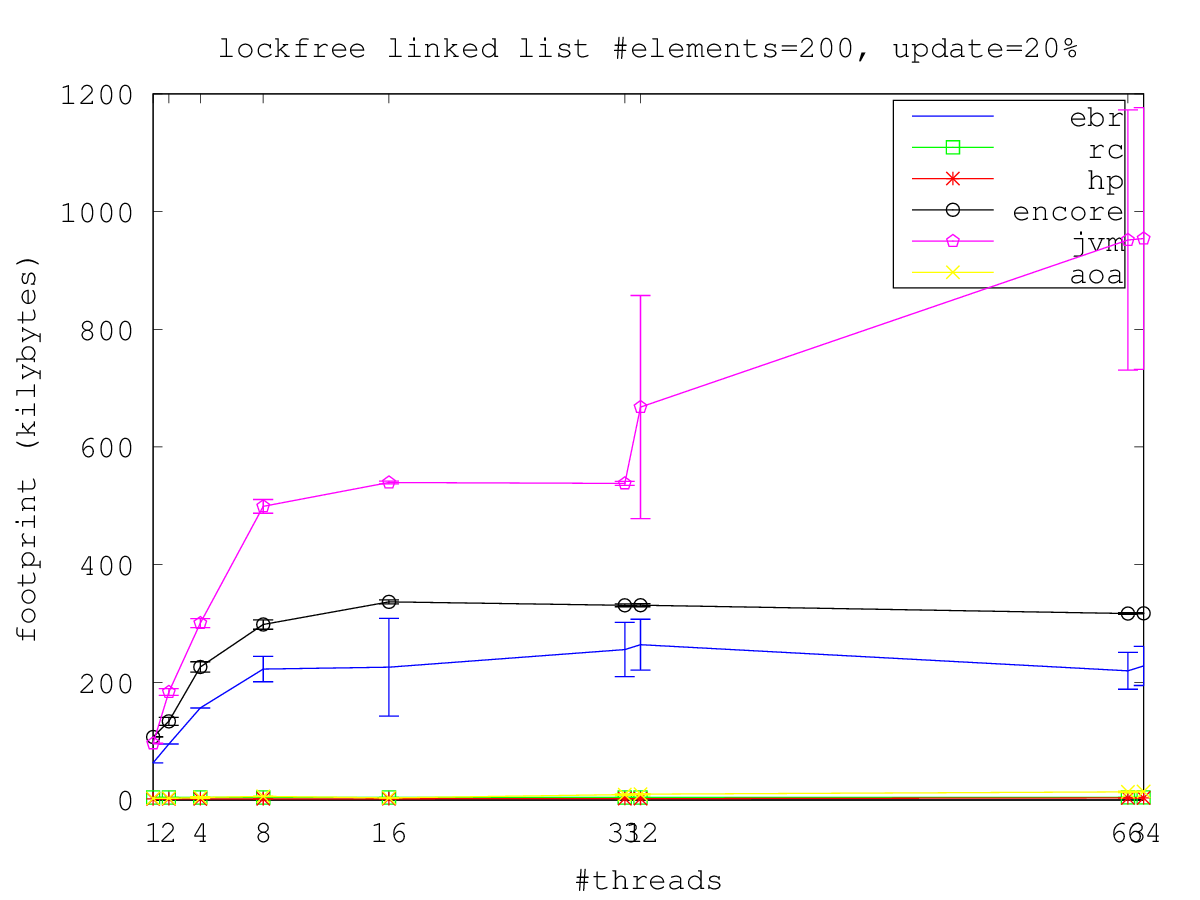 lockfree linked list #elements=200, update=20%
1200
1000
800
600
400
200
0
footprint (kilybytes)
ebr
rc
hp
encore
jvm
aoa
1 2 4 8 16 31 32 63 64
#threads